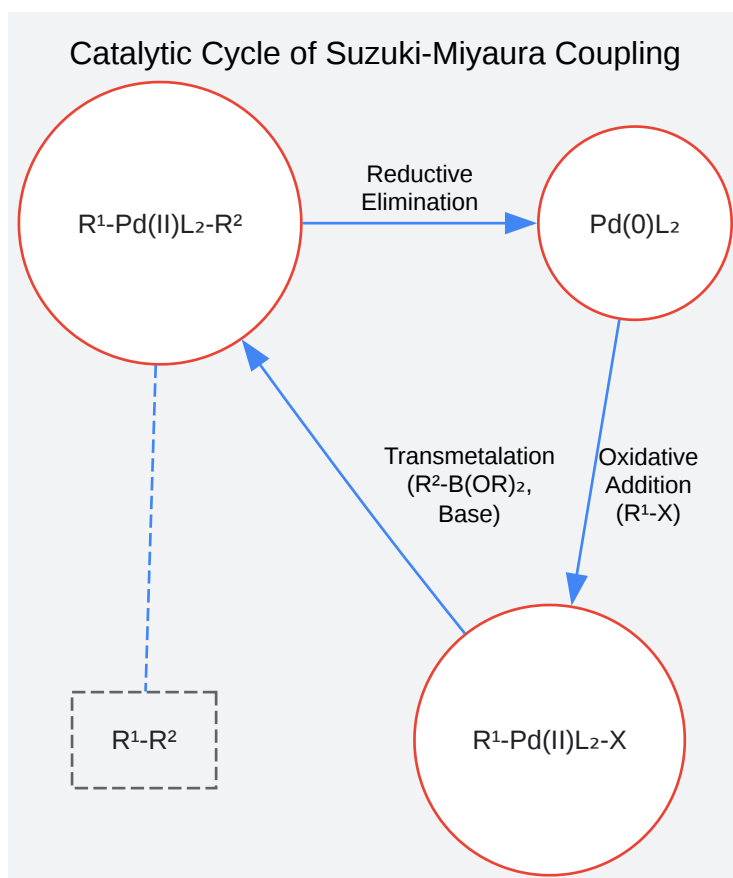 Catalytic Cycle of Suzuki-Miyaura Coupling
Reductive
Elimination
R¹-Pd(II)L₂-R²
Pd(0)L₂
Transmetalation
(R²-B(OR)₂,
Base)
Oxidative
Addition
(R¹-X)
R¹-R²
R¹-Pd(II)L₂-X